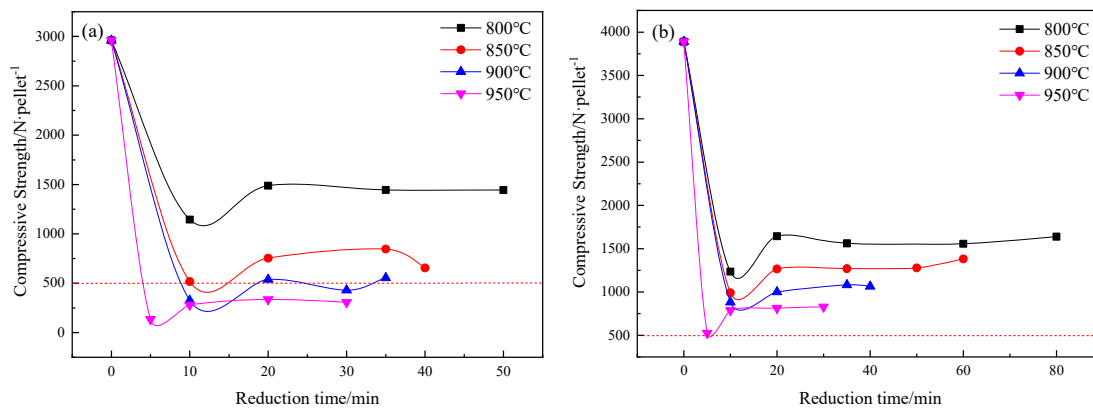 (a)
800℃
850℃
900℃
950℃
3000
2500
2000
1500
1000
500
0
Compressive Strength/N·pellet⁻¹
0 10 20 30 40 50
Reduction time/min
(b)
800℃
850℃
900℃
950℃
4000
3500
3000
2500
2000
1500
1000
500
Compressive Strength/N·pellet⁻¹
0 20 40 60 80
Reduction time/min